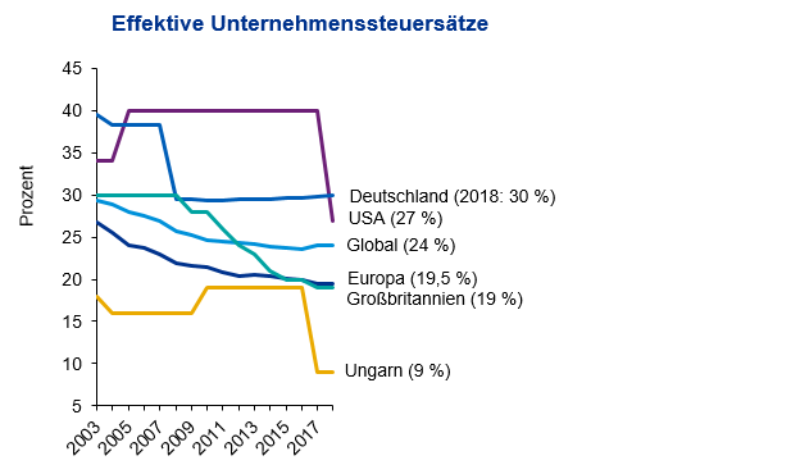 Effektive Unternehmenssteuersätze
Prozent
45
40
35
30
25
20
15
10
5
2003
2005
2007
2009
2011
2013
2015
2017
Deutschland (2018: 30 %)
USA (27 %)
Global (24 %)
Europa (19,5 %)
Großbritannien (19 %)
Ungarn (9 %)